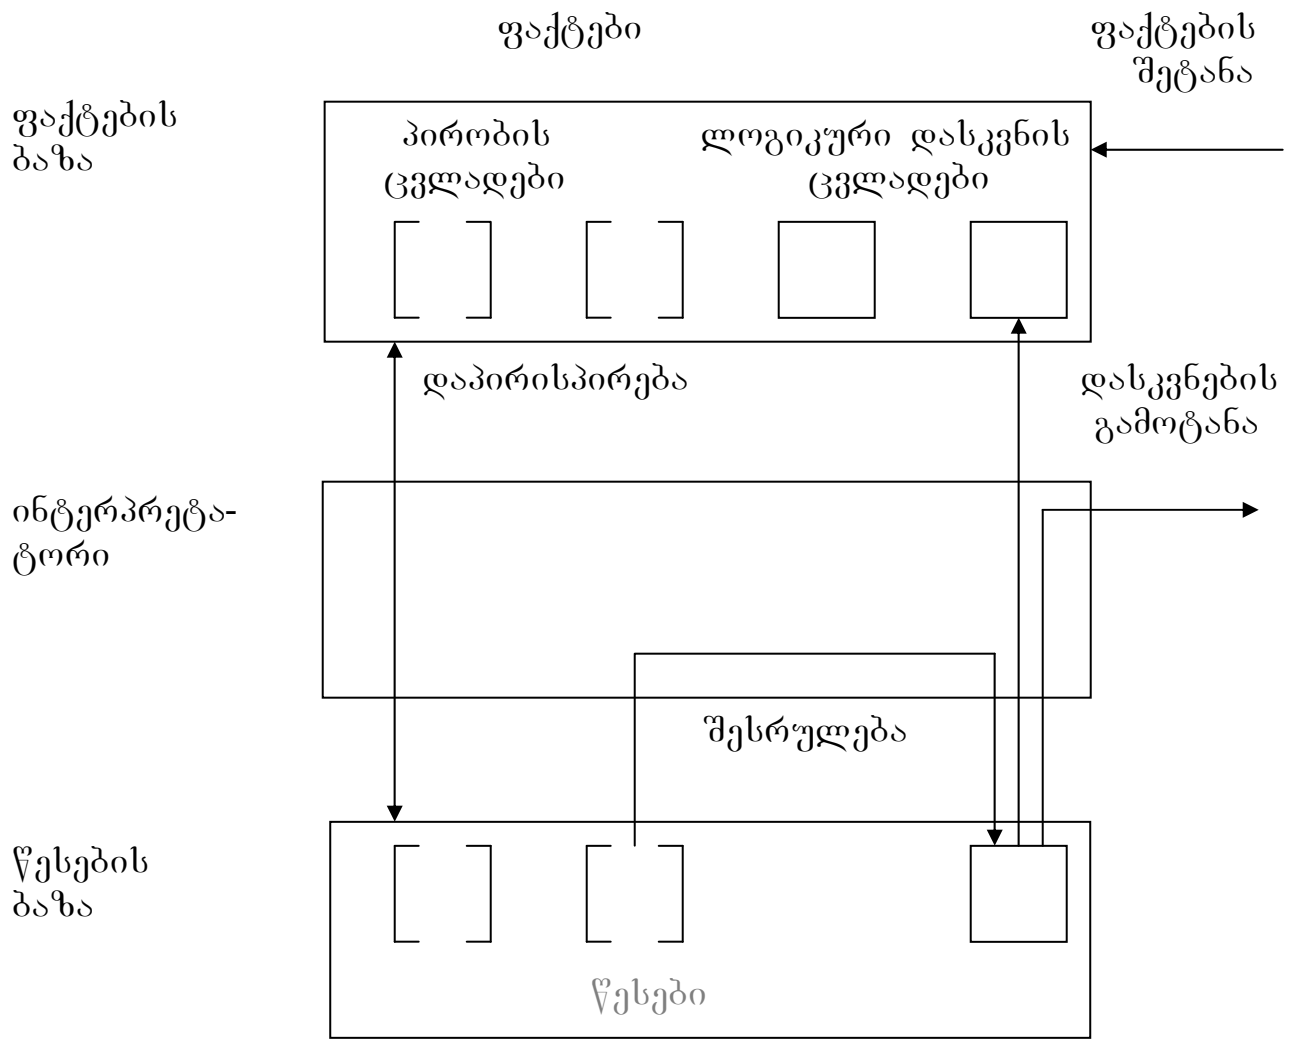 ფაქტები
ფაქტების
შეტანა
ფაქტების
ბაზა
პირობის
ცვლადები
ლოგიკური დასკვნის
ცვლადები
დაპირისპირება
დასკვნების
გამოტანა
ინტერპრეტა-
ტორი
შესრულება
წესების
ბაზა
წესები